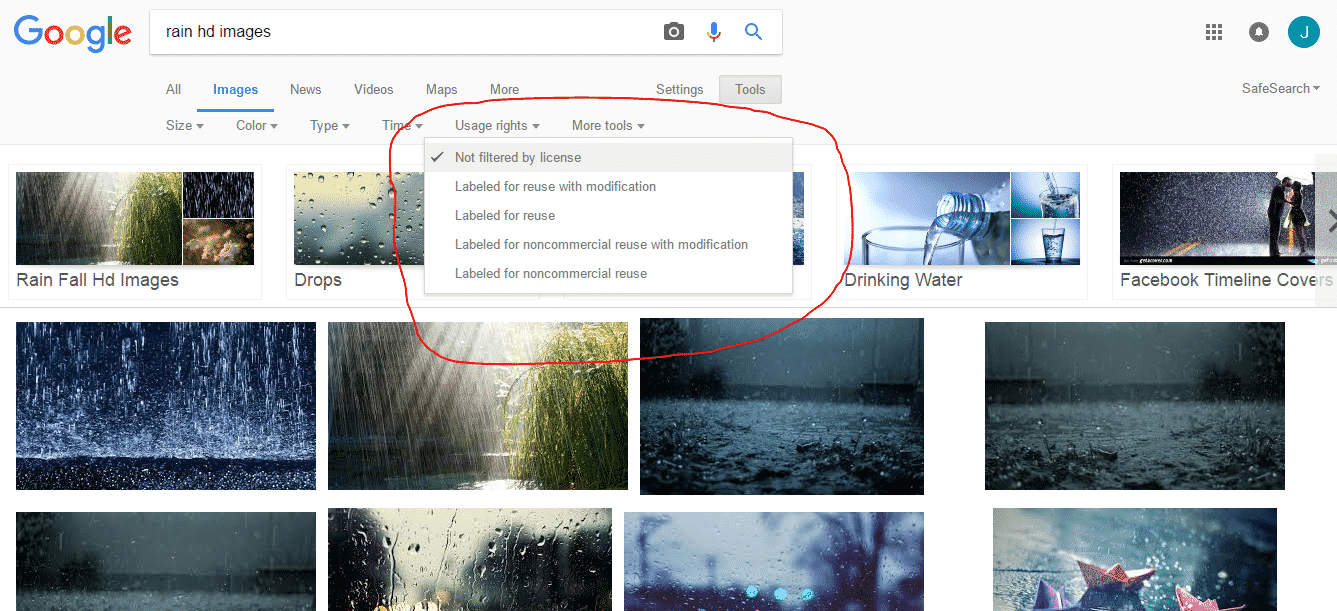 Google
rain hd images
J
All Images News Videos Maps More Settings Tools
SafeSearch
Size Color Type Time Usage rights More tools
Not filtered by license
Labeled for reuse with modification
Labeled for reuse
Labeled for noncommercial reuse with modification
Labeled for noncommercial reuse
Rain Fall Hd Images
Drops
Drinking Water
Facebook Timeline Covers